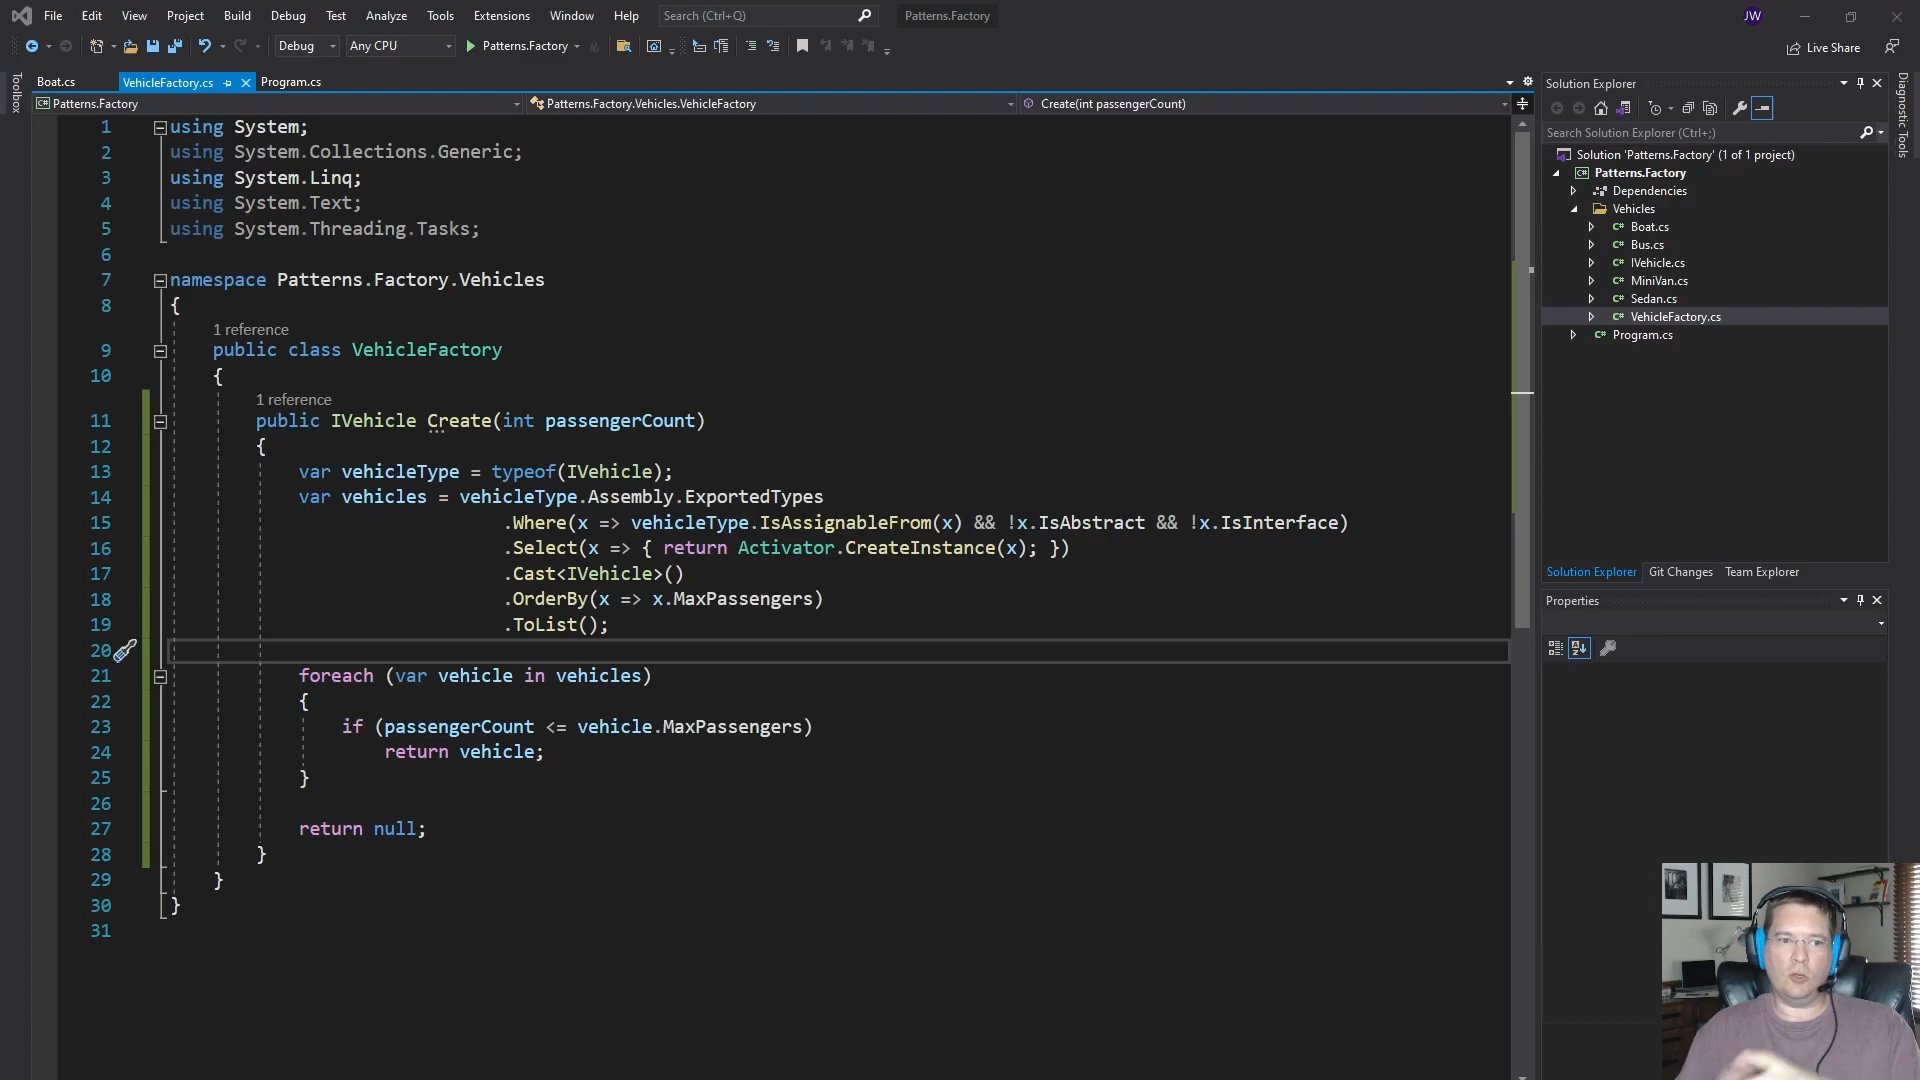 File Edit View Project Build Debug Test Analyze Tools Extensions Window Help Search (Ctrl+Q) Patterns.Factory JW
Debug Any CPU Patterns.Factory Live Share
Boat.cs VehicleFactory.cs Program.cs
Patterns.Factory Patterns.Factory.Vehicles.VehicleFactory Create(int passengerCount)
Toolbox
1 using System;
2 using System.Collections.Generic;
3 using System.Linq;
4 using System.Text;
5 using System.Threading.Tasks;
6
7 namespace Patterns.Factory.Vehicles
8 {
1 reference
9 public class VehicleFactory
10 {
1 reference
11 public IVehicle Create(int passengerCount)
12 {
13 var vehicleType = typeof(IVehicle);
14 var vehicles = vehicleType.Assembly.ExportedTypes
15 .Where(x => vehicleType.IsAssignableFrom(x) && !x.IsAbstract && !x.IsInterface)
16 .Select(x => { return Activator.CreateInstance(x); })
17 .Cast<IVehicle>()
18 .OrderBy(x => x.MaxPassengers)
19 .ToList();
20
21 foreach (var vehicle in vehicles)
22 {
23 if (passengerCount <= vehicle.MaxPassengers)
24 return vehicle;
25 }
26
27 return null;
28 }
29 }
30 }
31
Solution Explorer
Search Solution Explorer (Ctrl+;)
Solution 'Patterns.Factory' (1 of 1 project)
C# Patterns.Factory
Dependencies
Vehicles
C# Boat.cs
C# Bus.cs
C# IVehicle.cs
C# MiniVan.cs
C# Sedan.cs
C# VehicleFactory.cs
C# Program.cs
Solution Explorer Git Changes Team Explorer
Properties
Diagnostic Tools